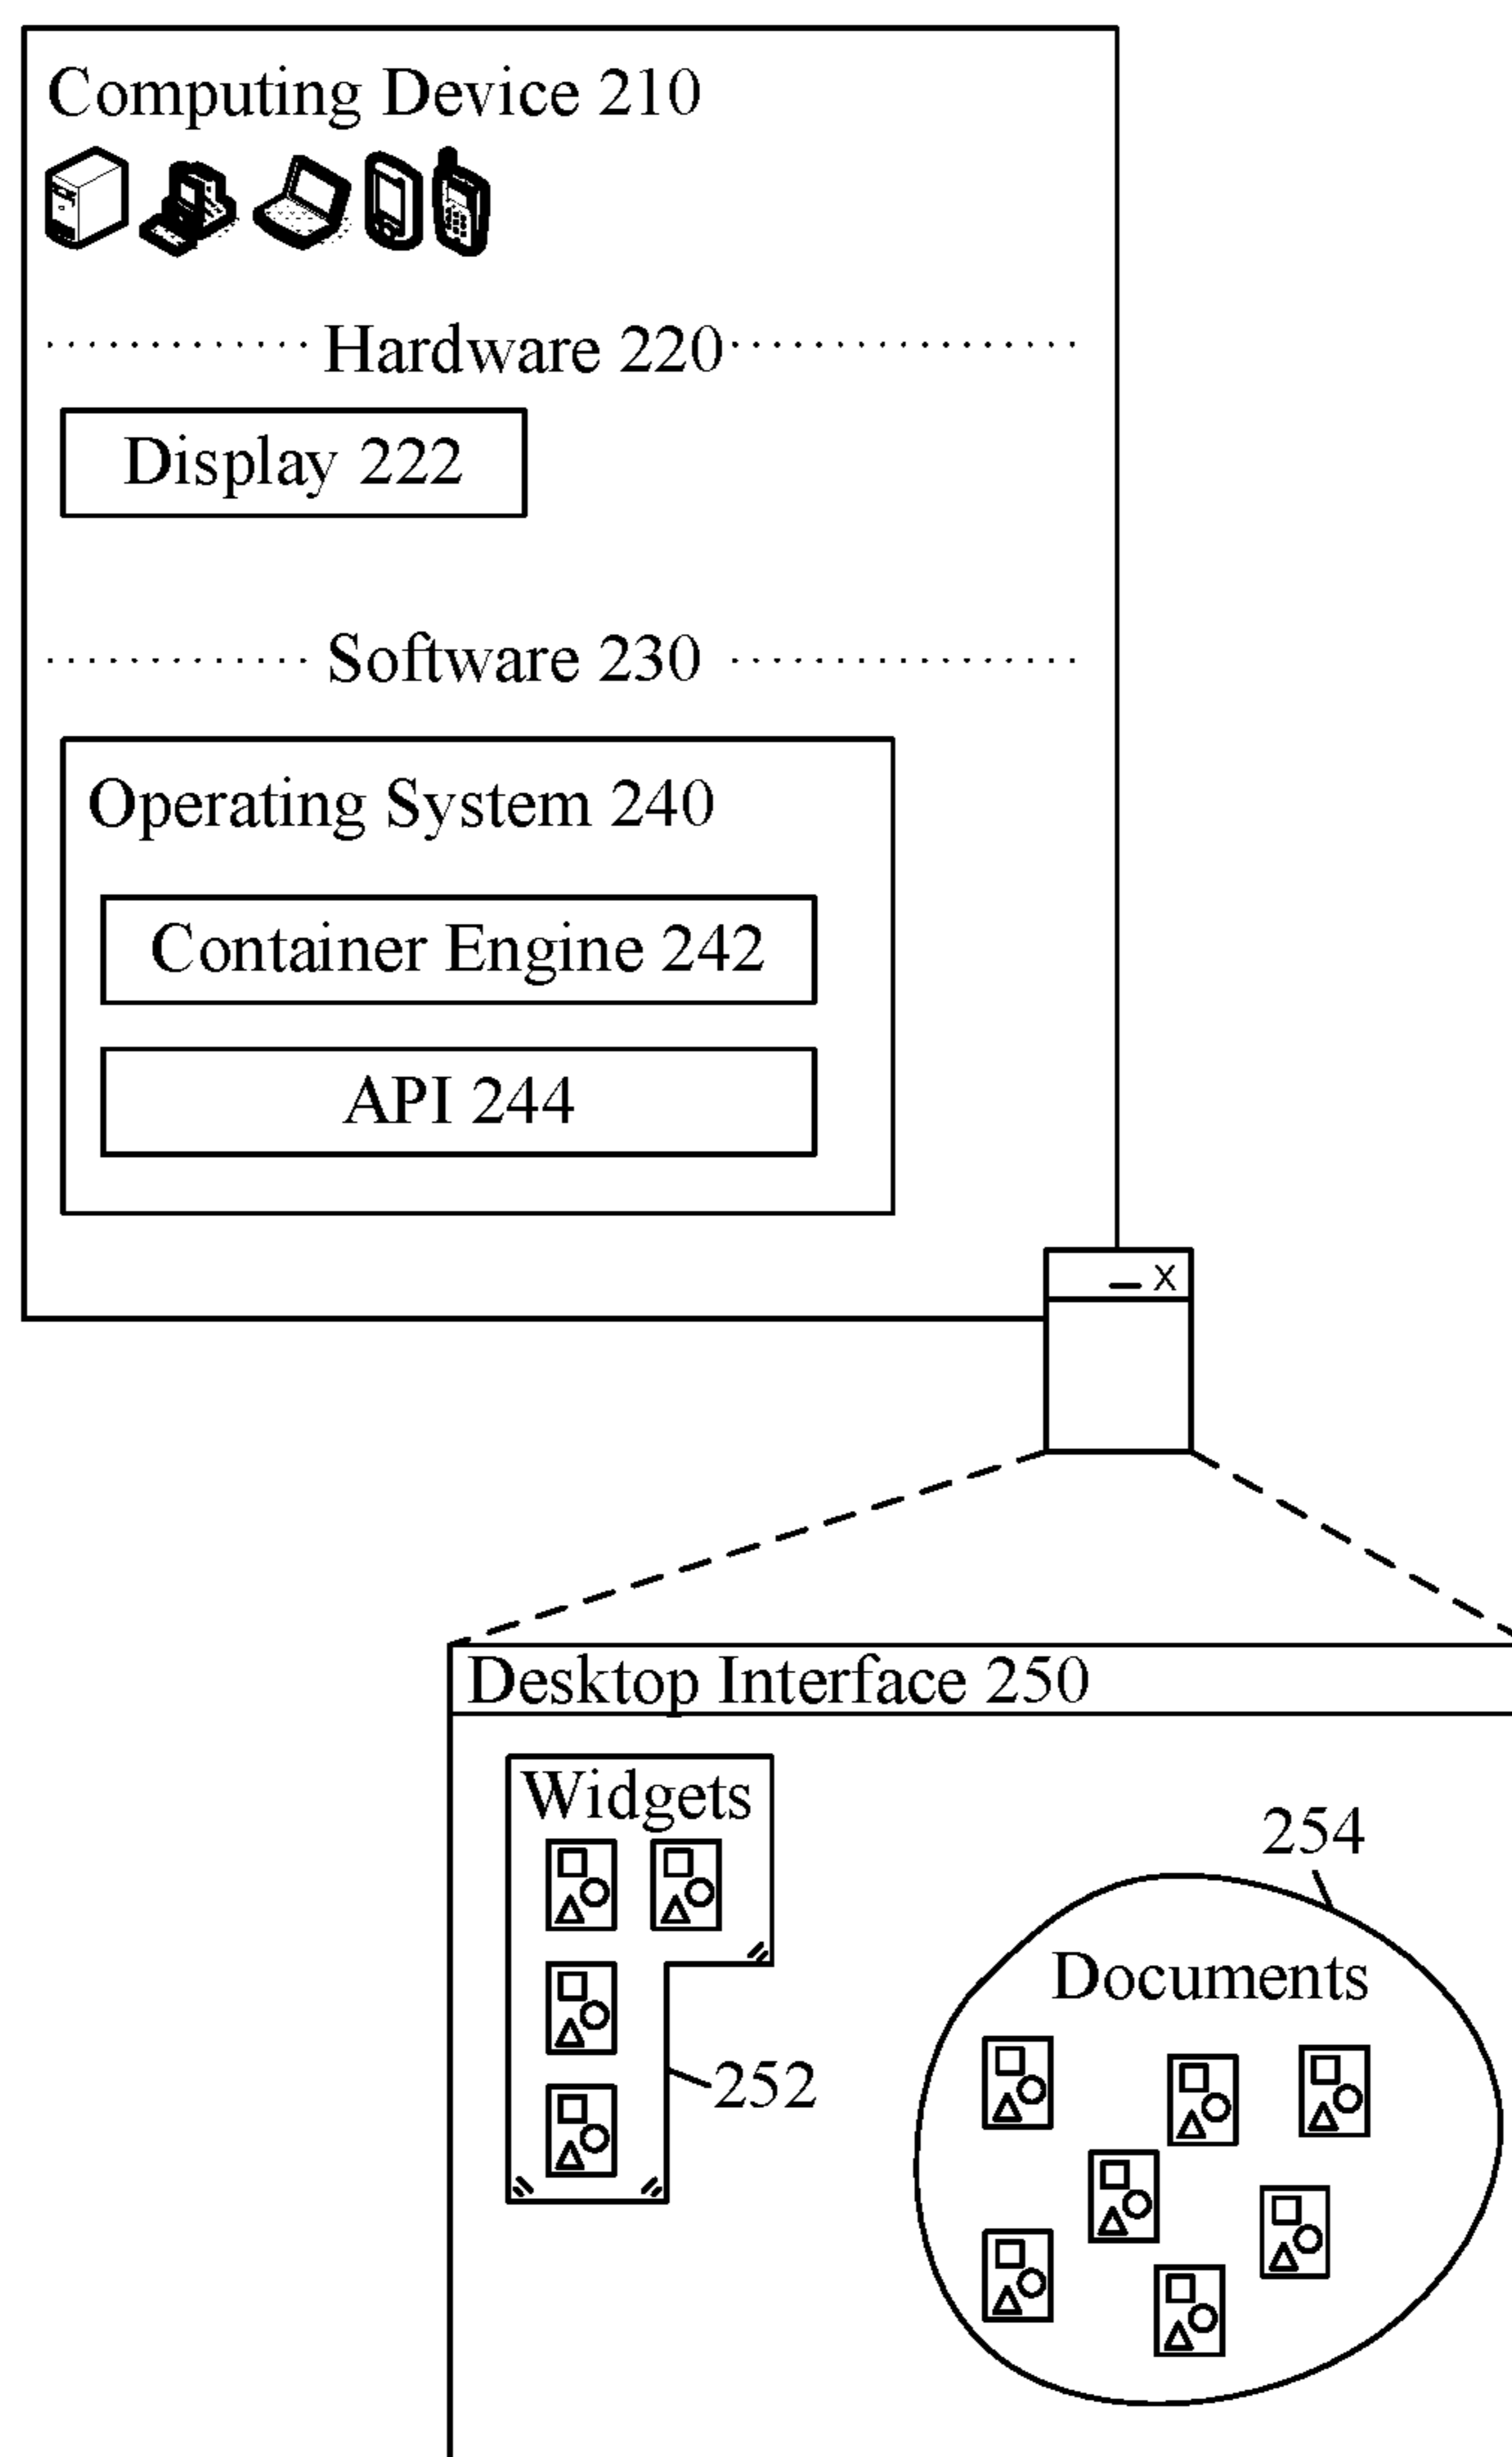 Computing Device 210
Hardware 220
Display 222
Software 230
Operating System 240
Container Engine 242
API 244
X
Desktop Interface 250
Widgets
254
Documents
252